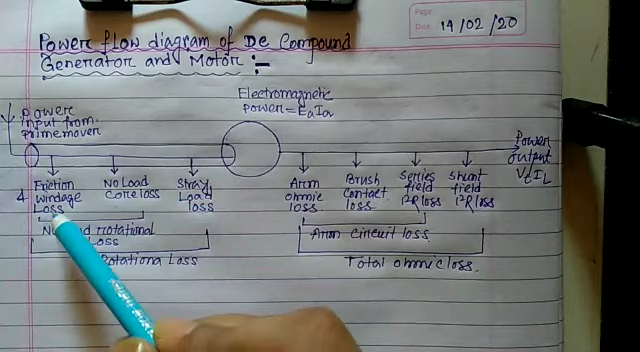 Page:
Date: 14/02/20
Power flow diagram of DC Compound
Generator and Motor :-
Power
input from
primemover
Electromagnetic
Power = EaIa
Power
output
VtIL
Friction
& windage
Loss
No Load
Core loss
Stray
Load
loss
Arm
ohmic
loss
Brush
Contact
loss
Series
field
I²R loss
Shunt
field
I²R loss
rotational
Loss
Rotational Loss
Arm circuit loss
Total ohmic loss